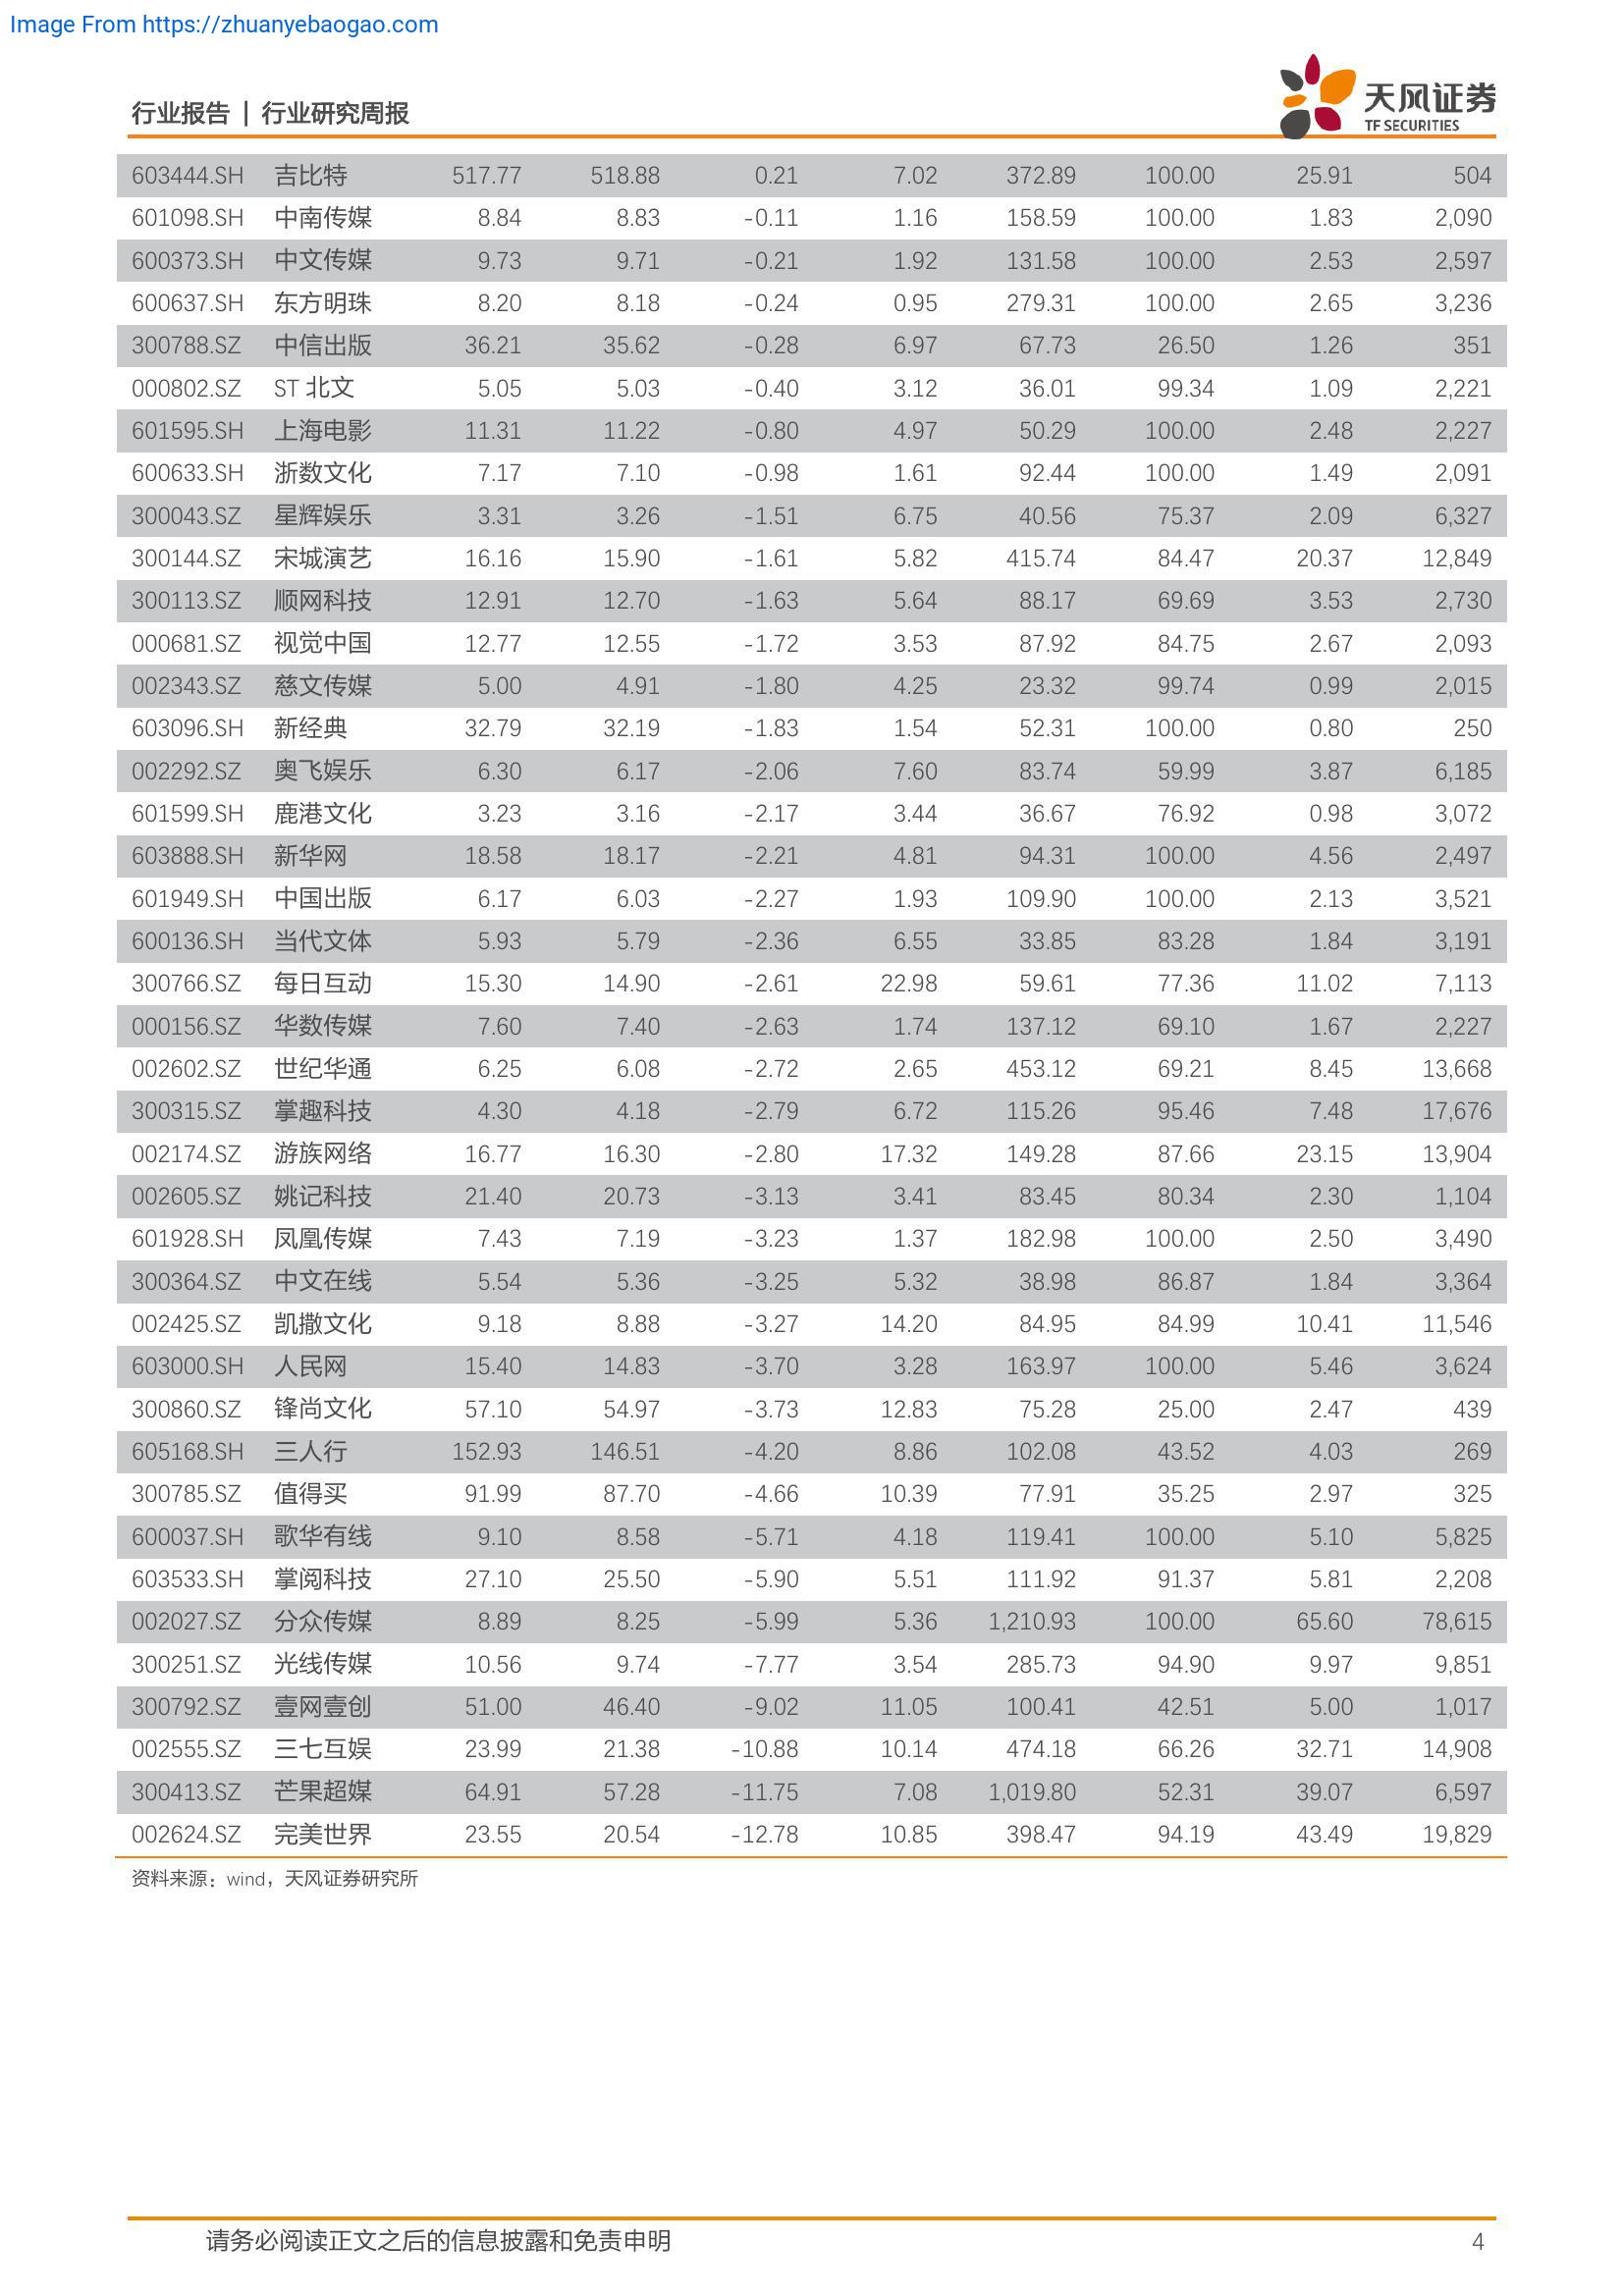 Image From https://zhuanyebaogao.com
行业报告 | 行业研究周报
天风证券
TF SECURITIES
603444.SH 吉比特 517.77 518.88 0.21 7.02 372.89 100.00 25.91 504
601098.SH 中南传媒 8.84 8.83 -0.11 1.16 158.59 100.00 1.83 2,090
600373.SH 中文传媒 9.73 9.71 -0.21 1.92 131.58 100.00 2.53 2,597
600637.SH 东方明珠 8.20 8.18 -0.24 0.95 279.31 100.00 2.65 3,236
300788.SZ 中信出版 36.21 35.62 -0.28 6.97 67.73 26.50 1.26 351
000802.SZ ST 北文 5.05 5.03 -0.40 3.12 36.01 99.34 1.09 2,221
601595.SH 上海电影 11.31 11.22 -0.80 4.97 50.29 100.00 2.48 2,227
600633.SH 浙数文化 7.17 7.10 -0.98 1.61 92.44 100.00 1.49 2,091
300043.SZ 星辉娱乐 3.31 3.26 -1.51 6.75 40.56 75.37 2.09 6,327
300144.SZ 宋城演艺 16.16 15.90 -1.61 5.82 415.74 84.47 20.37 12,849
300113.SZ 顺网科技 12.91 12.70 -1.63 5.64 88.17 69.69 3.53 2,730
000681.SZ 视觉中国 12.77 12.55 -1.72 3.53 87.92 84.75 2.67 2,093
002343.SZ 慈文传媒 5.00 4.91 -1.80 4.25 23.32 99.74 0.99 2,015
603096.SH 新经典 32.79 32.19 -1.83 1.54 52.31 100.00 0.80 250
002292.SZ 奥飞娱乐 6.30 6.17 -2.06 7.60 83.74 59.99 3.87 6,185
601599.SH 鹿港文化 3.23 3.16 -2.17 3.44 36.67 76.92 0.98 3,072
603888.SH 新华网 18.58 18.17 -2.21 4.81 94.31 100.00 4.56 2,497
601949.SH 中国出版 6.17 6.03 -2.27 1.93 109.90 100.00 2.13 3,521
600136.SH 当代文体 5.93 5.79 -2.36 6.55 33.85 83.28 1.84 3,191
300766.SZ 每日互动 15.30 14.90 -2.61 22.98 59.61 77.36 11.02 7,113
000156.SZ 华数传媒 7.60 7.40 -2.63 1.74 137.12 69.10 1.67 2,227
002602.SZ 世纪华通 6.25 6.08 -2.72 2.65 453.12 69.21 8.45 13,668
300315.SZ 掌趣科技 4.30 4.18 -2.79 6.72 115.26 95.46 7.48 17,676
002174.SZ 游族网络 16.77 16.30 -2.80 17.32 149.28 87.66 23.15 13,904
002605.SZ 姚记科技 21.40 20.73 -3.13 3.41 83.45 80.34 2.30 1,104
601928.SH 凤凰传媒 7.43 7.19 -3.23 1.37 182.98 100.00 2.50 3,490
300364.SZ 中文在线 5.54 5.36 -3.25 5.32 38.98 86.87 1.84 3,364
002425.SZ 凯撒文化 9.18 8.88 -3.27 14.20 84.95 84.99 10.41 11,546
603000.SH 人民网 15.40 14.83 -3.70 3.28 163.97 100.00 5.46 3,624
300860.SZ 锋尚文化 57.10 54.97 -3.73 12.83 75.28 25.00 2.47 439
605168.SH 三人行 152.93 146.51 -4.20 8.86 102.08 43.52 4.03 269
300785.SZ 值得买 91.99 87.70 -4.66 10.39 77.91 35.25 2.97 325
600037.SH 歌华有线 9.10 8.58 -5.71 4.18 119.41 100.00 5.10 5,825
603533.SH 掌阅科技 27.10 25.50 -5.90 5.51 111.92 91.37 5.81 2,208
002027.SZ 分众传媒 8.89 8.25 -5.99 5.36 1,210.93 100.00 65.60 78,615
300251.SZ 光线传媒 10.56 9.74 -7.77 3.54 285.73 94.90 9.97 9,851
300792.SZ 壹网壹创 51.00 46.40 -9.02 11.05 100.41 42.51 5.00 1,017
002555.SZ 三七互娱 23.99 21.38 -10.88 10.14 474.18 66.26 32.71 14,908
300413.SZ 芒果超媒 64.91 57.28 -11.75 7.08 1,019.80 52.31 39.07 6,597
002624.SZ 完美世界 23.55 20.54 -12.78 10.85 398.47 94.19 43.49 19,829
资料来源：wind，天风证券研究所
请务必阅读正文之后的信息披露和免责申明 4